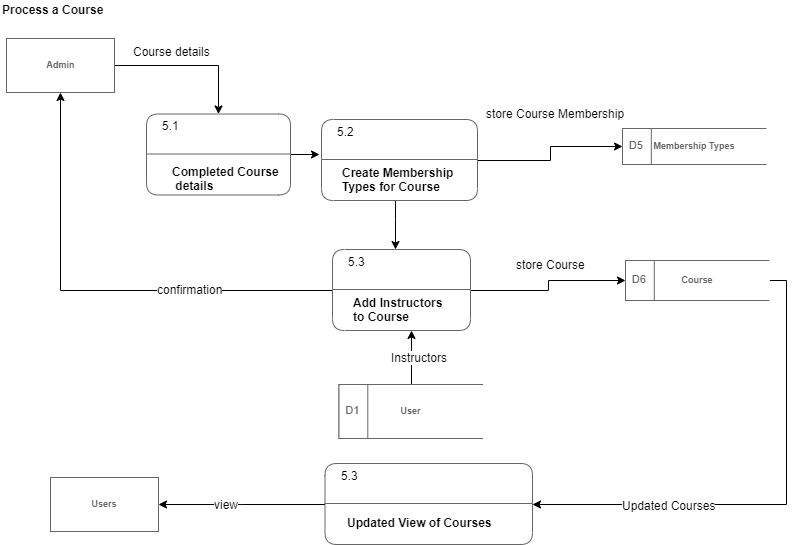 Process a Course
Course details
Admin
store Course Membership
5.1
5.2
D5
Membership Types
Completed Course
details
Create Membership
Types for Course
5.3
store Course
D6
Course
confirmation
Add Instructors
to Course
Instructors
D1
User
5.3
Users
view
Updated Courses
Updated View of Courses